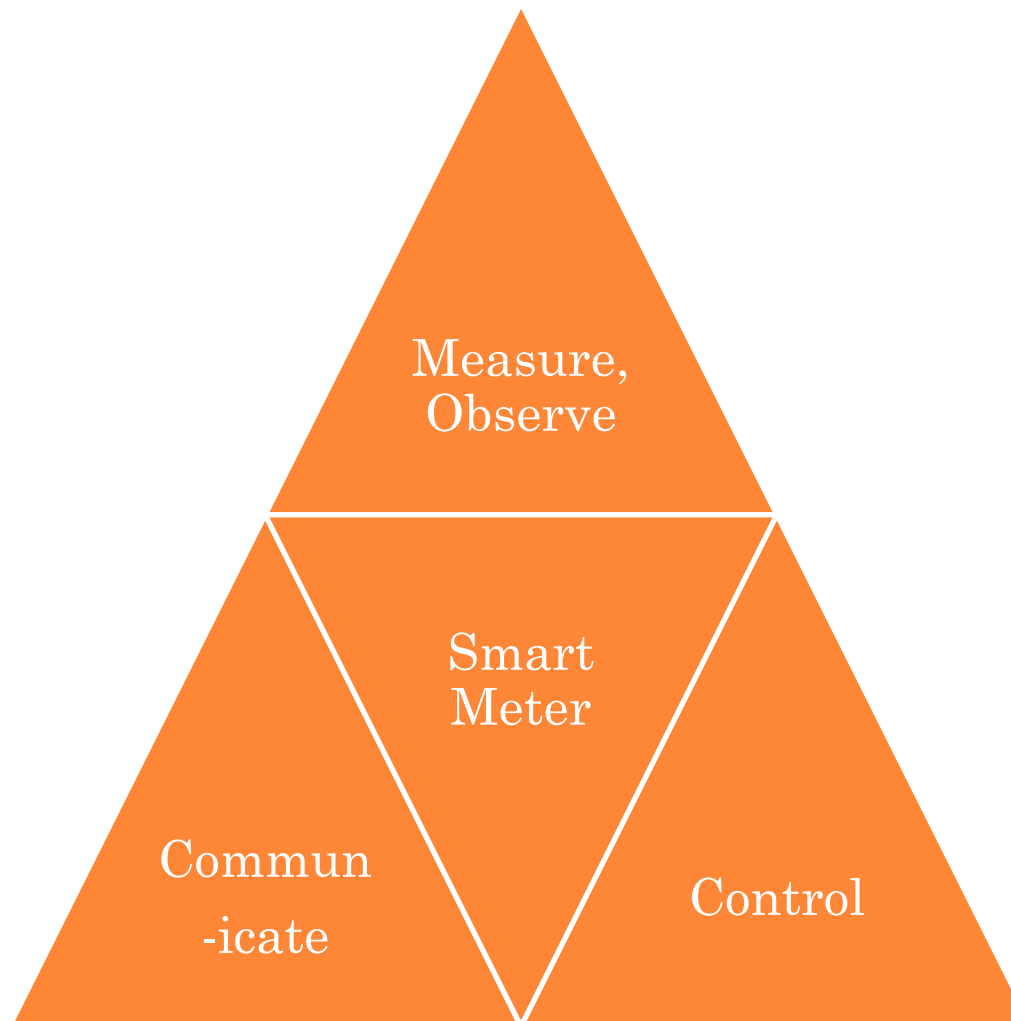 Measure,
Observe
Smart
Meter
Commun
-icate
Control